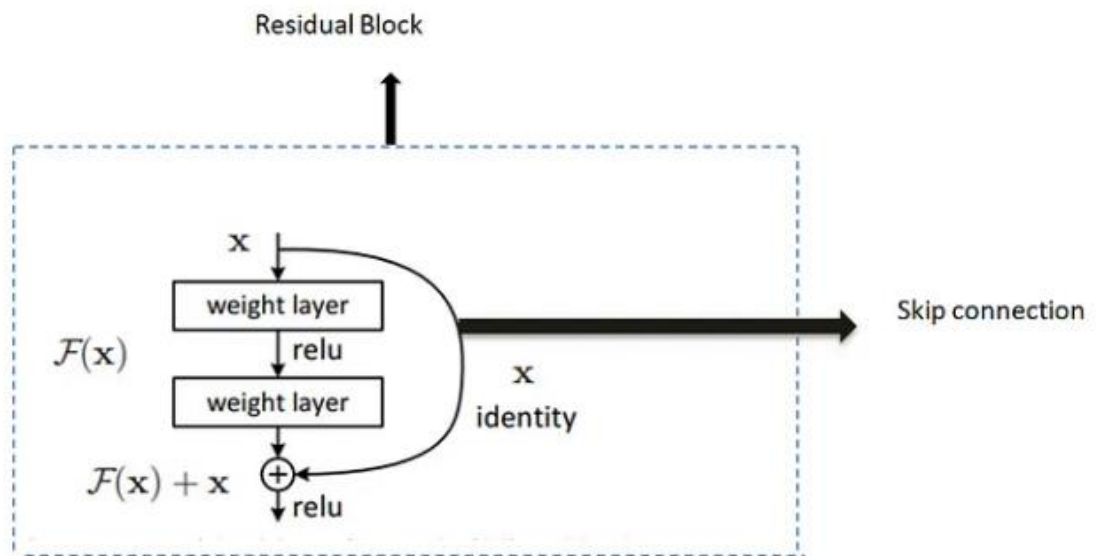 Residual Block
x
weight layer
relu
F(x)
weight layer
x
identity
Skip connection
F(x) + x
relu